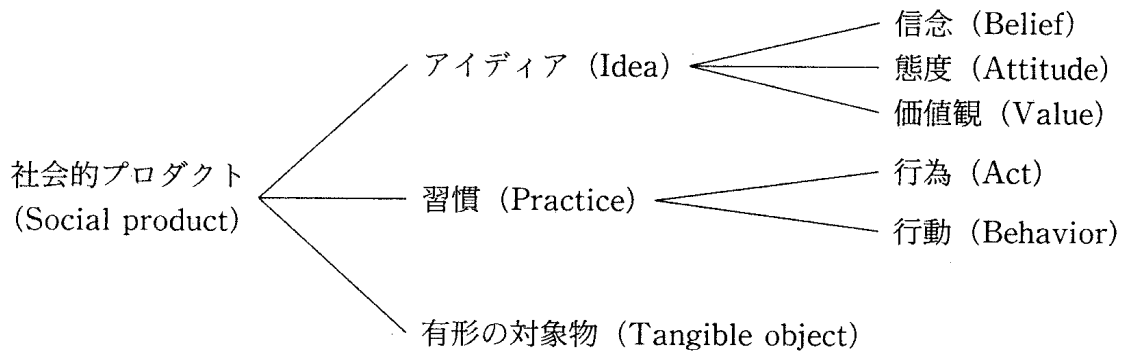 信念 (Belief)
アイディア (Idea)
態度 (Attitude)
価値観 (Value)
社会的プロダクト
(Social product)
行為 (Act)
習慣 (Practice)
行動 (Behavior)
有形の対象物 (Tangible object)